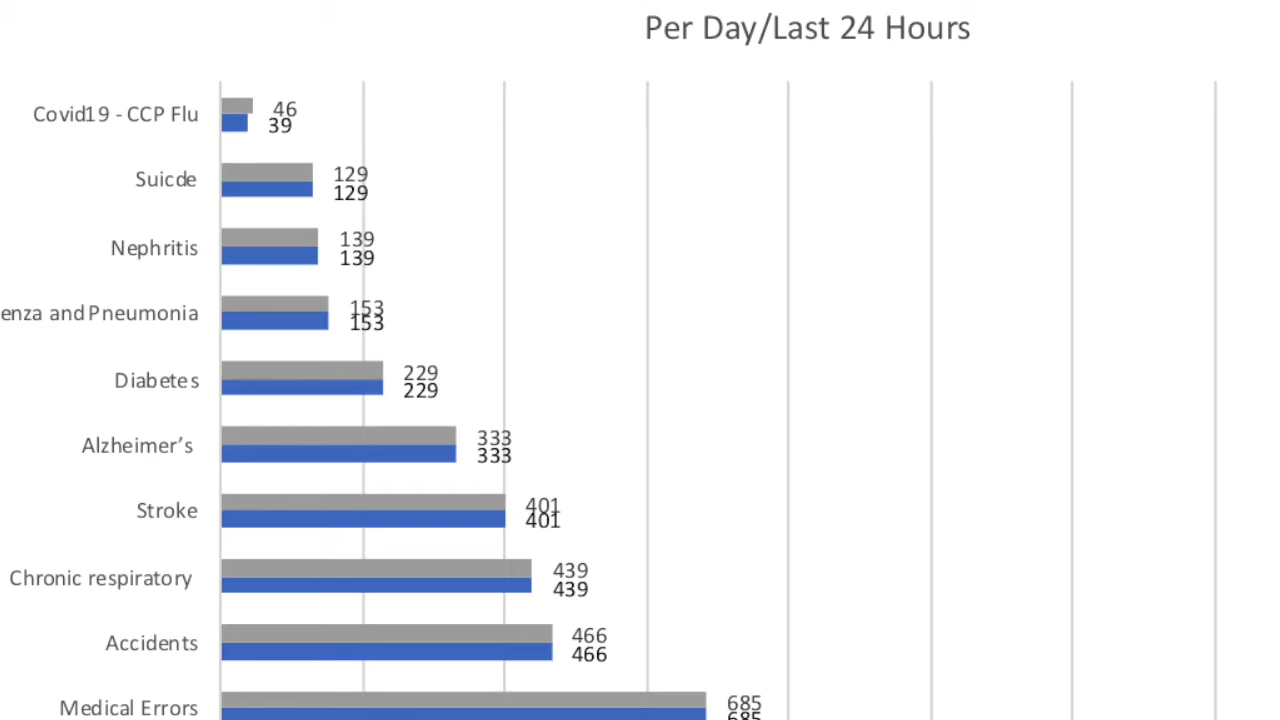 Per Day/Last 24 Hours
Covid19 - CCP Flu
46
39
Suicde
129
129
Nephritis
139
139
enza and Pneumonia
153
153
Diabetes
229
229
Alzheimer’s
333
333
Stroke
401
401
Chronic respiratory
439
439
Accidents
466
466
Medical Errors
685
685